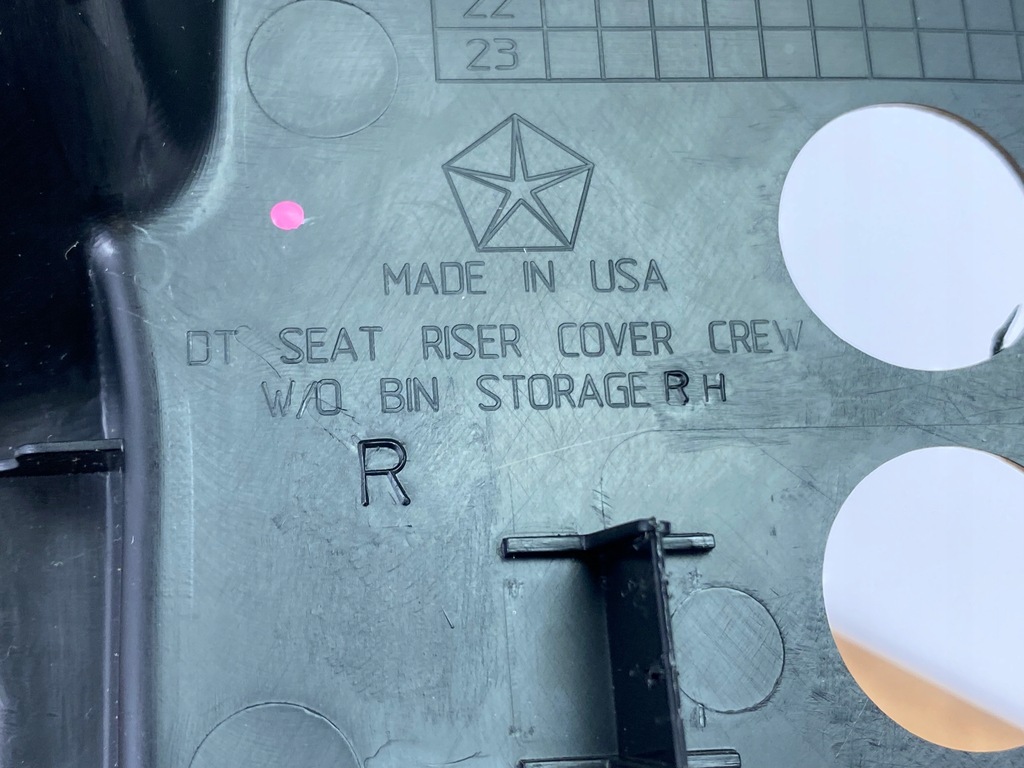 22
23
MADE IN USA
DT SEAT RISER COVER CREW
W/O BIN STORAGE RH
R